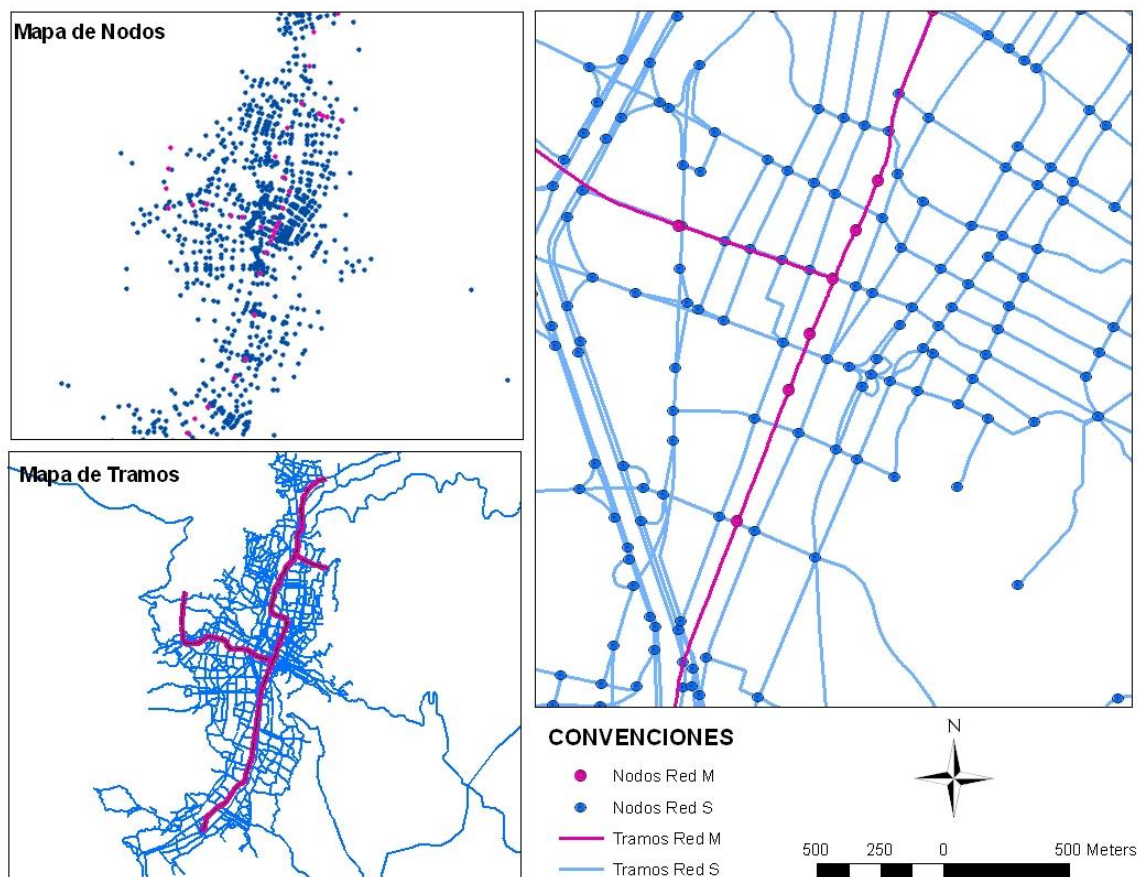 Mapa de Nodos
Mapa de Tramos
CONVENCIONES
Nodos Red M
Nodos Red S
Tramos Red M
Tramos Red S
N
500 250 0 500 Meters